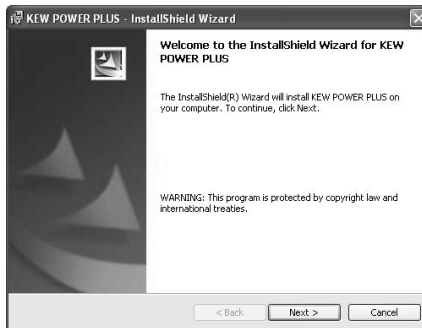 KEW POWER PLUS - InstallShield Wizard
Welcome to the InstallShield Wizard for KEW
POWER PLUS
The InstallShield(R) Wizard will install KEW POWER PLUS on
your computer. To continue, click Next.
WARNING: This program is protected by copyright law and
international treaties.
< Back Next > Cancel